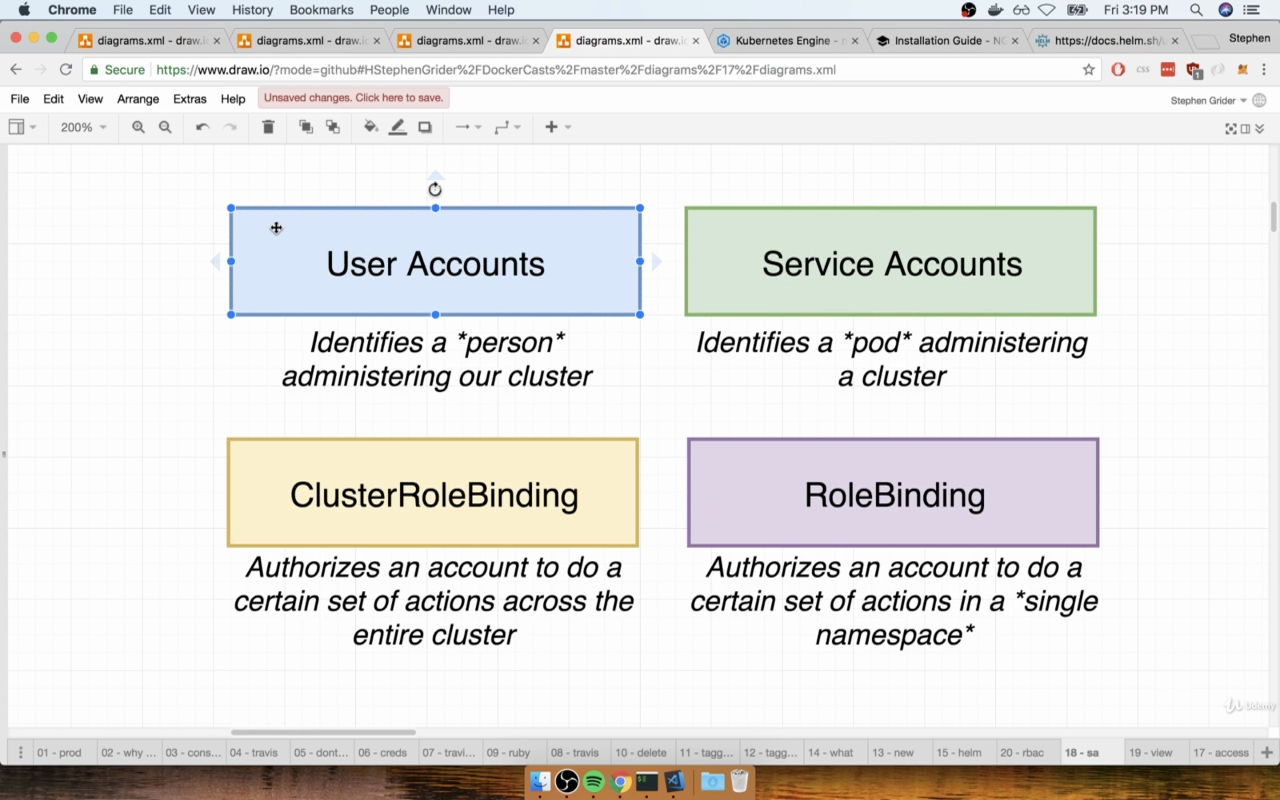 Chrome File Edit View History Bookmarks People Window Help Fri 3:19 PM
diagrams.xml - draw.i diagrams.xml - draw.i diagrams.xml - draw.i diagrams.xml - draw.i Kubernetes Engine - Installation Guide - https://docs.helm.sh/ Stephen
Secure https://www.draw.io/?mode=github#HStephenGrider%2FDockerCasts%2Fmaster%2Fdiagrams%2F17%2Fdiagrams.xml CSS
File Edit View Arrange Extras Help Unsaved changes. Click here to save. Stephen Grider
200%
User Accounts
Identifies a *person*
administering our cluster
Service Accounts
Identifies a *pod* administering
a cluster
ClusterRoleBinding
Authorizes an account to do a
certain set of actions across the
entire cluster
RoleBinding
Authorizes an account to do a
certain set of actions in a *single
namespace*
Udemy
01 - prod 02 - why ... 03 - cons... 04 - travis 05 - dont... 06 - creds 07 - travi... 09 - ruby 08 - travis 10 - delete 11 - tagg... 12 - tagg... 14 - what 13 - new 15 - helm 20 - rbac 18 - sa 19 - view 17 - access